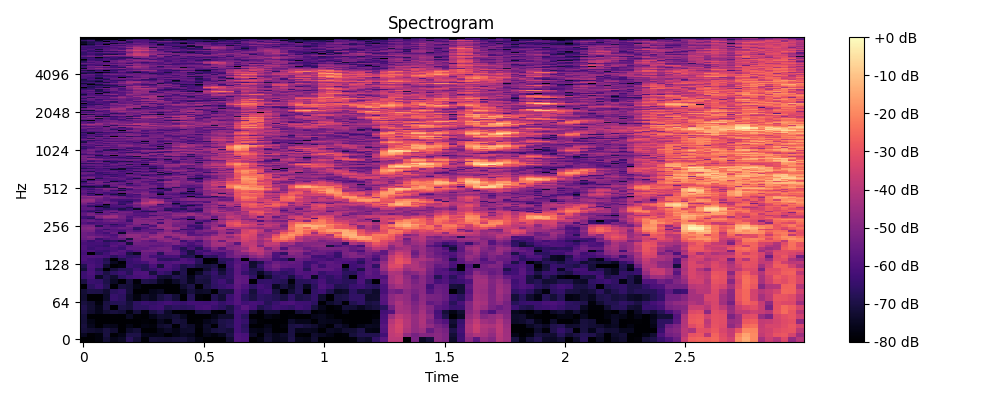 Spectrogram
+0 dB
4096
-10 dB
2048
-20 dB
1024
-30 dB
Hz
512
-40 dB
256
-50 dB
128
-60 dB
64
-70 dB
0
-80 dB
0 0.5 1 1.5 2 2.5
Time